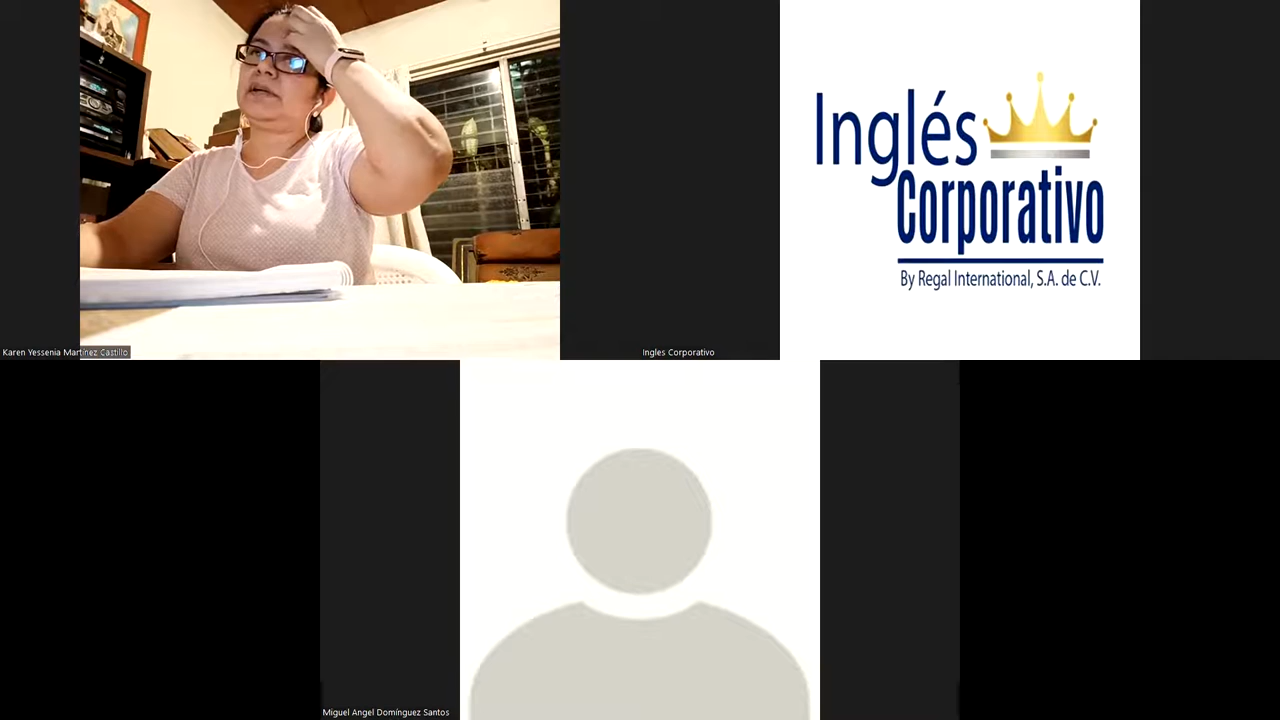 Inglés
Corporativo
By Regal International, S.A. de C.V.
Karen Yessenia Martínez Castillo
Ingles Corporativo
Miguel Angel Domínguez Santos